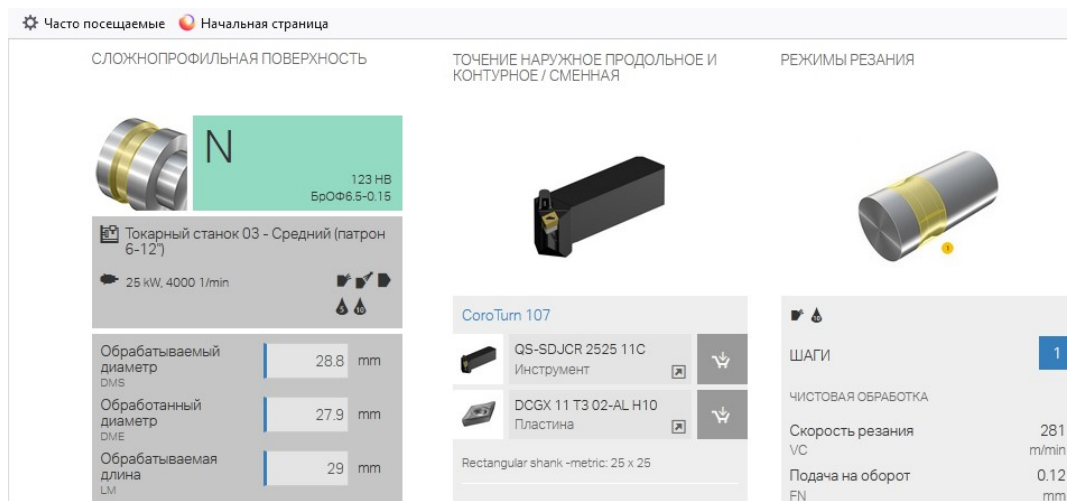 Часто посещаемые Начальная страница
СЛОЖНОПРОФИЛЬНАЯ ПОВЕРХНОСТЬ
N
123 HB
БрОФ6.5-0.15
Токарный станок 03 - Средний (патрон
6-12")
25 kW, 4000 1/min
5 10
Обрабатываемый
диаметр
DMS
28.8 mm
Обработанный
диаметр
DME
27.9 mm
Обрабатываемая
длина
LM
29 mm
ТОЧЕНИЕ НАРУЖНОЕ ПРОДОЛЬНОЕ И
КОНТУРНОЕ / СМЕННАЯ
CoroTurn 107
QS-SDJCR 2525 11C
Инструмент
DCGX 11 T3 02-AL H10
Пластина
Rectangular shank -metric: 25 x 25
РЕЖИМЫ РЕЗАНИЯ
1
10
ШАГИ 1
ЧИСТОВАЯ ОБРАБОТКА
Скорость резания 281
VC m/min
Подача на оборот 0.12
FN mm